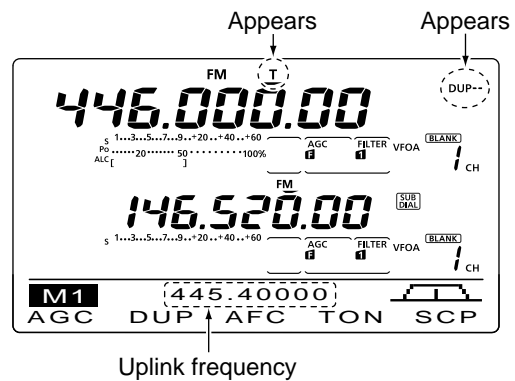 Appears Appears
FM T
DUP--
446.000.00
S 1...3...5...7...9..+20..+40..+60
Po ......20....... 50 ..........100%
ALC [ ]
AGC FILTER VFOA BLANK
F 1 1 CH
FM
146.520.00 SUB DIAL
S 1...3...5...7...9..+20..+40..+60
AGC FILTER VFOA BLANK
F 1 1 CH
M1 445.40000
AGC DUP AFC TON SCP
Uplink frequency